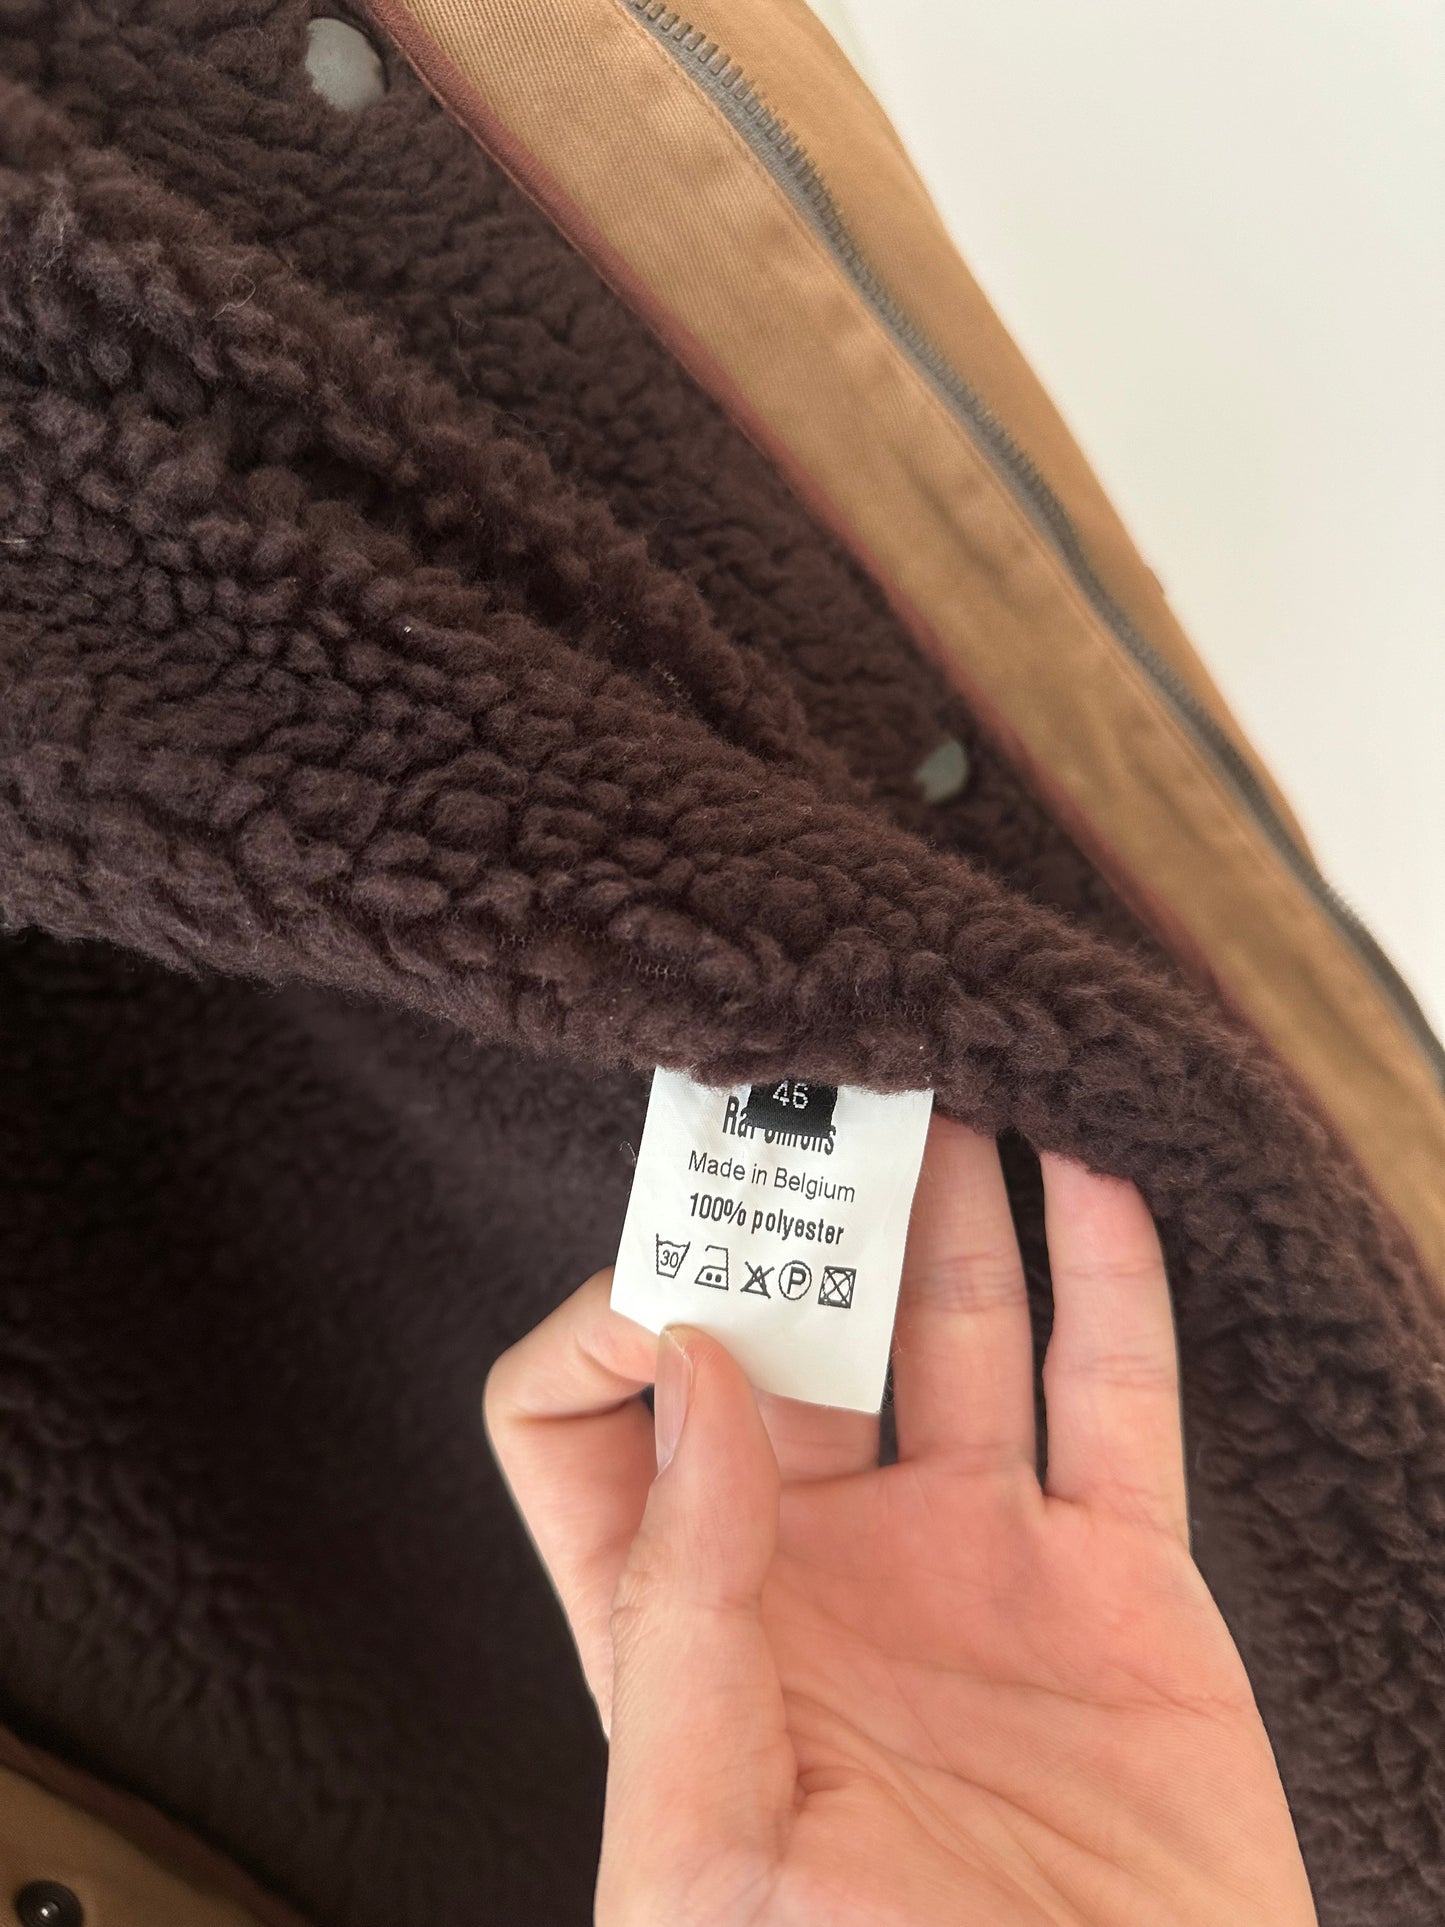 46
Raf Simons
Made in Belgium
100% polyester
30 P